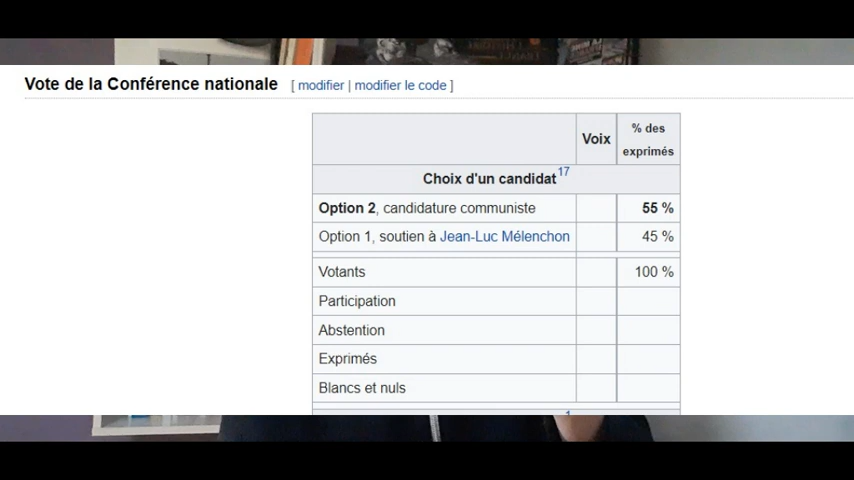 Vote de la Conférence nationale [ modifier | modifier le code ]
Voix
% des
exprimés
Choix d'un candidat17
Option 2, candidature communiste 55 %
Option 1, soutien à Jean-Luc Mélenchon 45 %
Votants 100 %
Participation
Abstention
Exprimés
Blancs et nuls